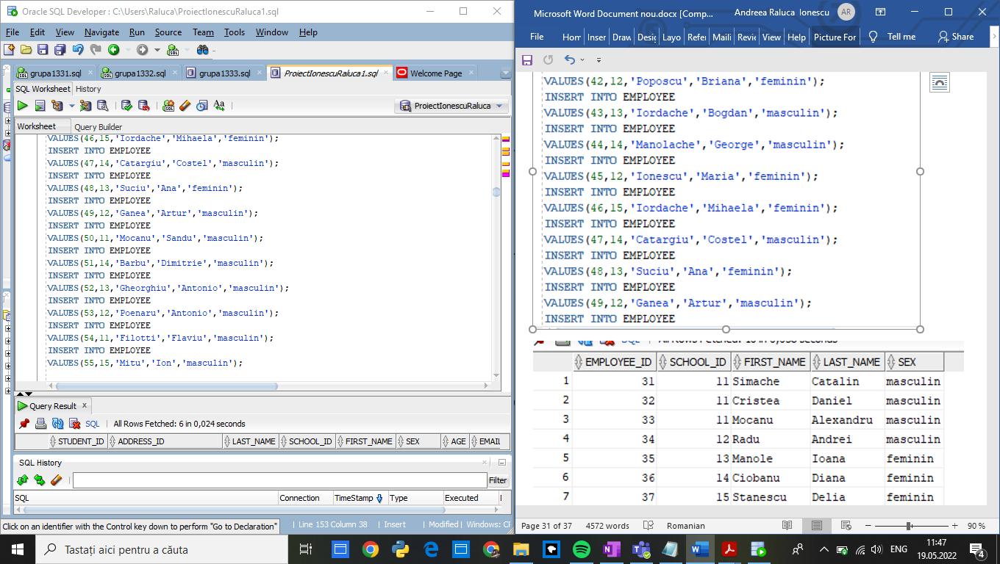 Oracle SQL Developer : C:\Users\Raluca\ProiectIonescuRaluca1.sql
File Edit View Navigate Run Source Team Tools Window Help
grupa1331.sql grupa1332.sql grupa1333.sql ProiectIonescuRaluca1.sql Welcome Page
SQL Worksheet History
ProiectIonescuRaluca
Worksheet Query Builder
VALUES(46,15,'Iordache','Mihaela','feminin');
INSERT INTO EMPLOYEE
VALUES(47,14,'Catargiu','Costel','masculin');
INSERT INTO EMPLOYEE
VALUES(48,13,'Suciu','Ana','feminin');
INSERT INTO EMPLOYEE
VALUES(49,12,'Ganea','Artur','masculin');
INSERT INTO EMPLOYEE
VALUES(50,11,'Mocanu','Sandu','masculin');
INSERT INTO EMPLOYEE
VALUES(51,14,'Barbu','Dimitrie','masculin');
INSERT INTO EMPLOYEE
VALUES(52,13,'Gheorghiu','Antonio','masculin');
INSERT INTO EMPLOYEE
VALUES(53,12,'Poenaru','Antonio','masculin');
INSERT INTO EMPLOYEE
VALUES(54,11,'Filotti','Flaviu','masculin');
INSERT INTO EMPLOYEE
VALUES(55,15,'Mitu','Ion','masculin');
Query Result
SQL All Rows Fetched: 6 in 0,024 seconds
STUDENT_ID ADDRESS_ID LAST_NAME SCHOOL_ID FIRST_NAME SEX AGE EMAIL
SQL History
Filter
SQL Connection TimeStamp Type Executed
Click on an identifier with the Control key down to perform "Go to Declaration" Line 153 Column 38 Insert Modified Windows: CF
Microsoft Word Document nou.docx [Comp... Andreea Raluca Ionescu AR
File Hom Inser Draw Desig Layo Refer Maili Revie View Help Picture For Tell me Share
VALUES(42,12,'Poposcu','Briana','feminin');
INSERT INTO EMPLOYEE
VALUES(43,13,'Iordache','Bogdan','masculin');
INSERT INTO EMPLOYEE
VALUES(44,14,'Manolache','George','masculin');
INSERT INTO EMPLOYEE
VALUES(45,12,'Ionescu','Maria','feminin');
INSERT INTO EMPLOYEE
VALUES(46,15,'Iordache','Mihaela','feminin');
INSERT INTO EMPLOYEE
VALUES(47,14,'Catargiu','Costel','masculin');
INSERT INTO EMPLOYEE
VALUES(48,13,'Suciu','Ana','feminin');
INSERT INTO EMPLOYEE
VALUES(49,12,'Ganea','Artur','masculin');
INSERT INTO EMPLOYEE
EMPLOYEE_ID SCHOOL_ID FIRST_NAME LAST_NAME SEX
1 31 11 Simache Catalin masculin
2 32 11 Cristea Daniel masculin
3 33 11 Mocanu Alexandru masculin
4 34 12 Radu Andrei masculin
5 35 13 Manole Ioana feminin
6 36 14 Ciobanu Diana feminin
7 37 15 Stanescu Delia feminin
Page 31 of 37 4572 words Romanian 90 %
Tastați aici pentru a căuta
ENG 11:47
19.05.2022
4